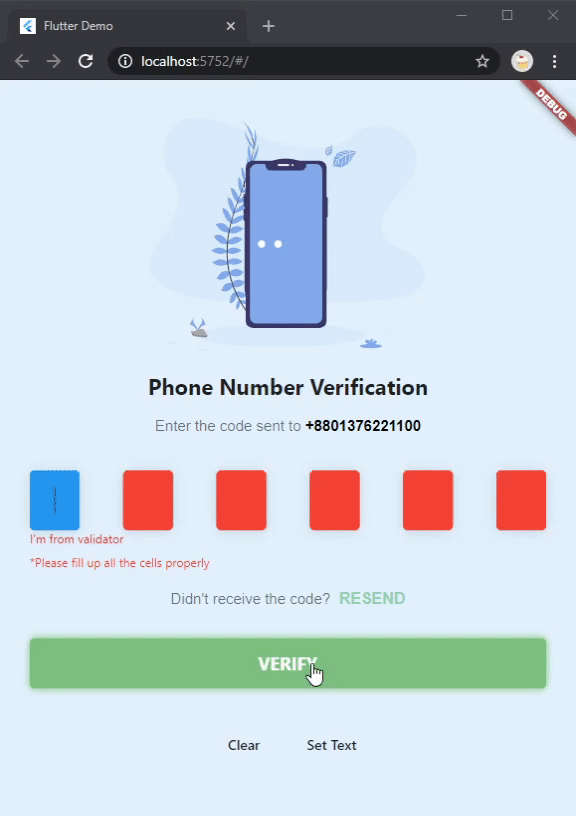 Flutter Demo
localhost:5752/#/
DEBUG
Phone Number Verification
Enter the code sent to +8801376221100
I'm from validator
*Please fill up all the cells properly
Didn't receive the code? RESEND
VERIFY
Clear Set Text